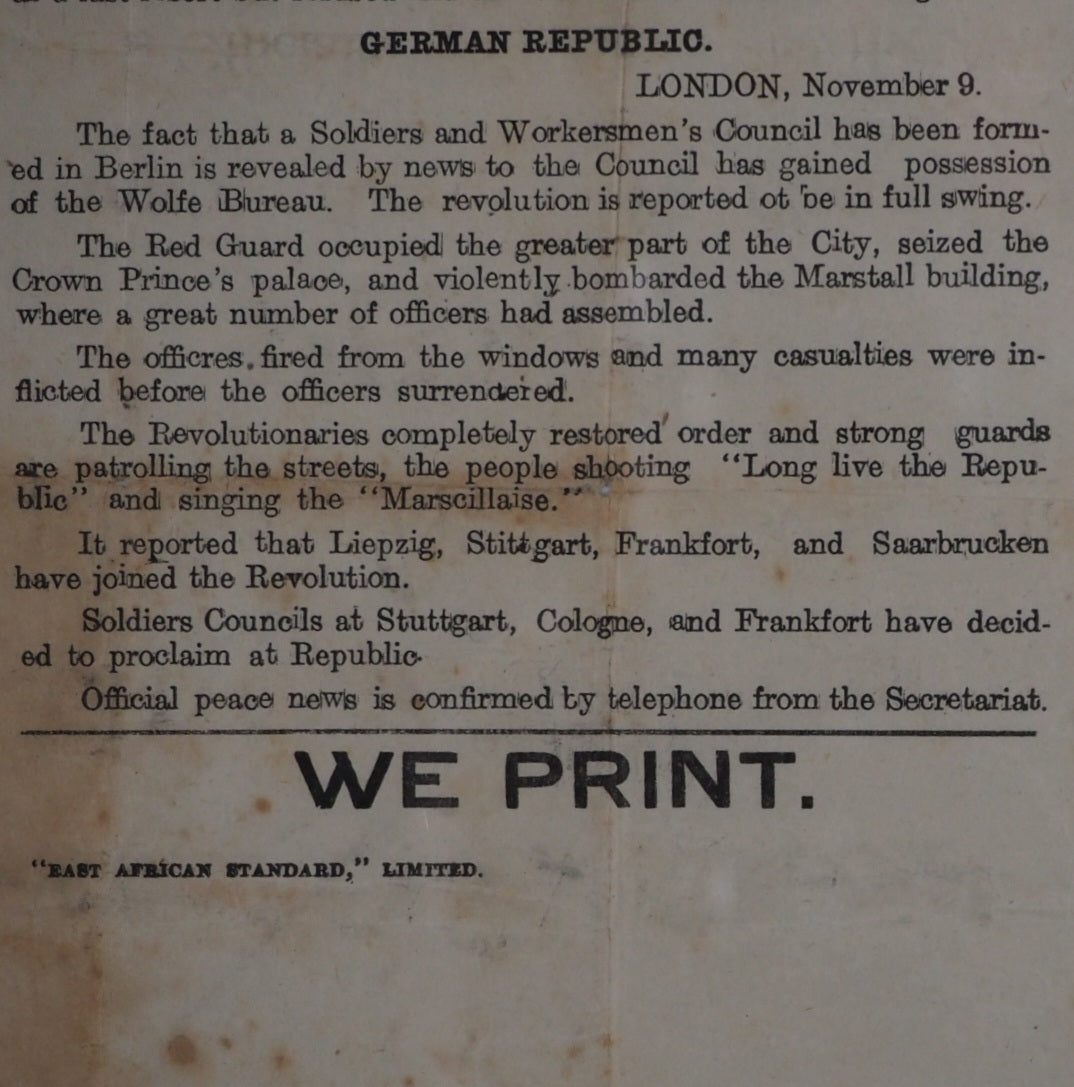 GERMAN REPUBLIC.
LONDON, November 9.
The fact that a Soldiers and Workersmen's Council has been form-
ed in Berlin is revealed by news to the Council has gained possession
of the Wolfe Bureau. The revolution is reported ot be in full swing.
The Red Guard occupied the greater part of the City, seized the
Crown Prince's palace, and violently bombarded the Marstall building,
where a great number of officers had assembled.
The officres. fired from the windows and many casualties were in-
flicted before the officers surrendered.
The Revolutionaries completely restored order and strong guards
are patrolling the streets, the people shooting "Long live the Repu-
blic" and singing the "Marscillaise."
It reported that Liepzig, Stittgart, Frankfort, and Saarbrucken
have joined the Revolution.
Soldiers Councils at Stuttgart, Cologne, and Frankfort have decid-
ed to proclaim at Republic.
Official peace news is confirmed by telephone from the Secretariat.
WE PRINT.
"EAST AFRICAN STANDARD," LIMITED.